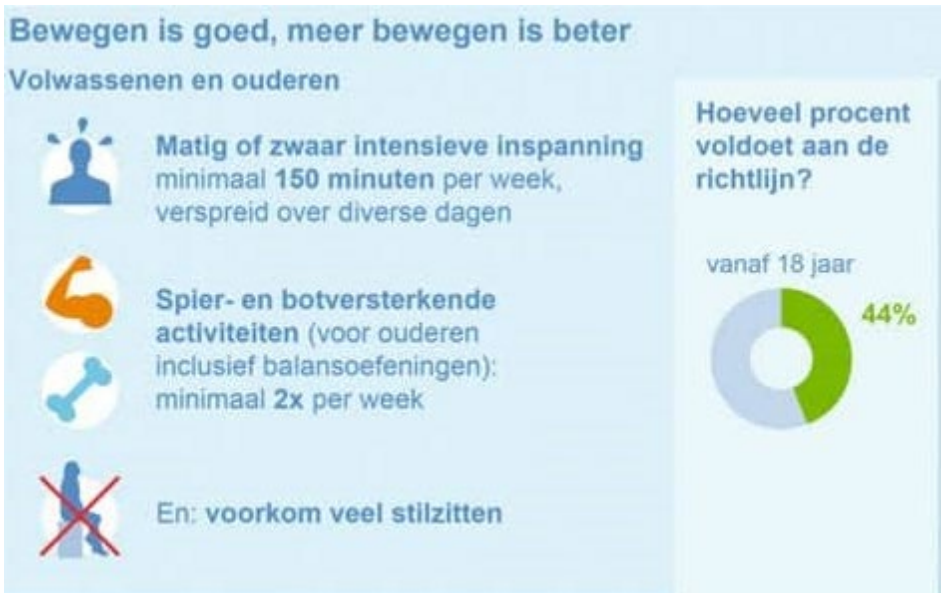 Bewegen is goed, meer bewegen is beter
Volwassenen en ouderen
Matig of zwaar intensieve inspanning
minimaal 150 minuten per week,
verspreid over diverse dagen
Spier- en botversterkende
activiteiten (voor ouderen
inclusief balansoefeningen):
minimaal 2x per week
En: voorkom veel stilzitten
Hoeveel procent
voldoet aan de
richtlijn?
vanaf 18 jaar
44%